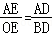 AE/OE = AD/BD